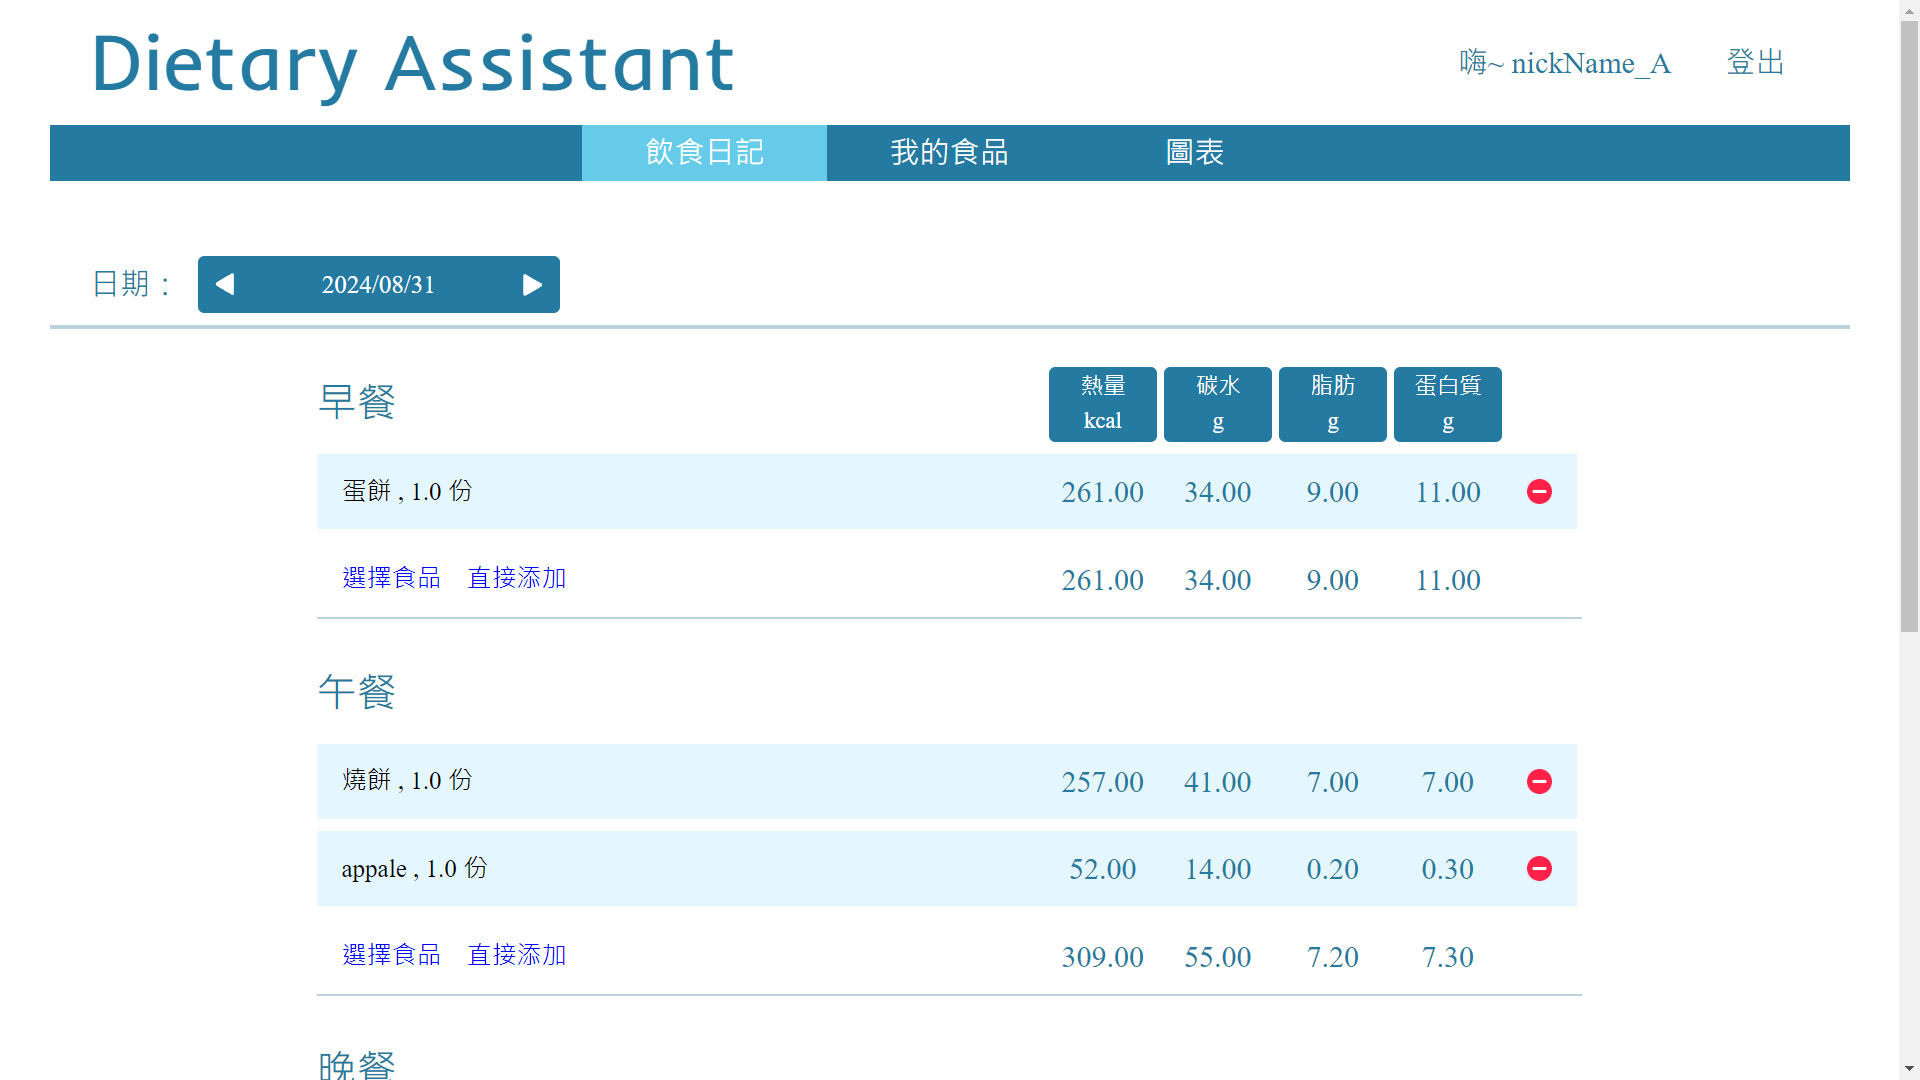 Dietary Assistant
嗨~ nickName_A 登出
飲食日記 我的食品 圖表
日期： 2024/08/31
早餐 熱量 碳水 脂肪 蛋白質
kcal g g g
蛋餅 , 1.0 份 261.00 34.00 9.00 11.00
選擇食品 直接添加 261.00 34.00 9.00 11.00
午餐
燒餅 , 1.0 份 257.00 41.00 7.00 7.00
appale , 1.0 份 52.00 14.00 0.20 0.30
選擇食品 直接添加 309.00 55.00 7.20 7.30
晚餐